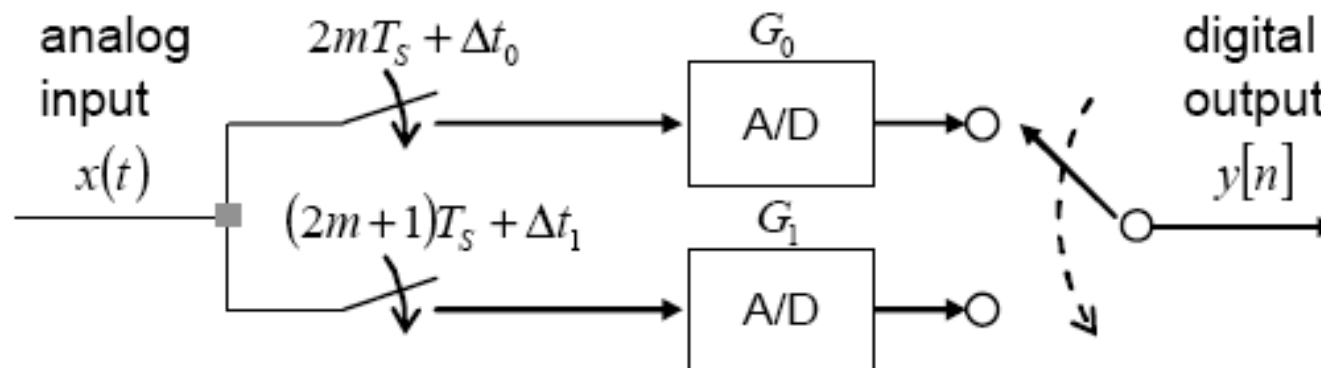 analog
input
x(t)
2mT_S + Δt_0
(2m+1)T_S + Δt_1
G_0
A/D
G_1
A/D
digital
output
y[n]